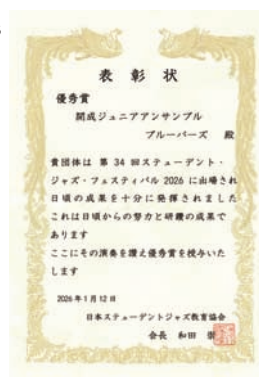 表彰状
優秀賞
開成ジュニアアンサンブル
ブルーバーズ 殿
貴団体は 第 34 回ステューデント・
ジャズ・フェスティバル 2026 に出場され
日頃の成果を十分に発揮されました
これは日頃からの努力と研鑽の成果で
あります
ここにその演奏を讃え優秀賞を授与いた
します
2026 年 1 月 12 日
日本ステューデントジャズ教育協会
会長 和田